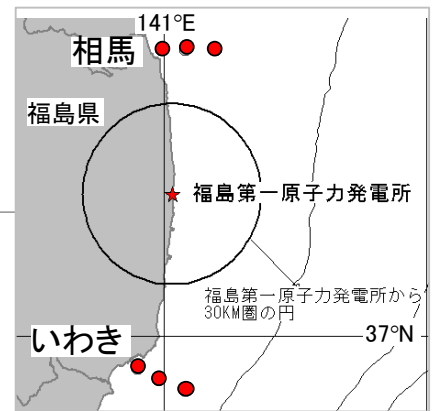 141°E
相馬
福島県
福島第一原子力発電所
福島第一原子力発電所から
30KM圏の円
37°N
いわき